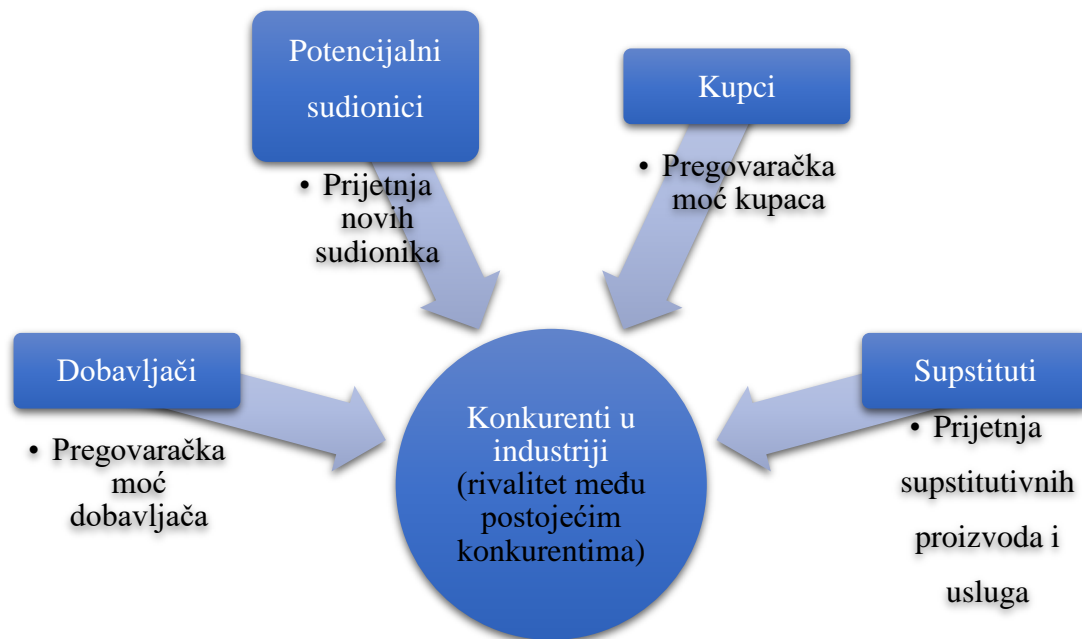 Potencijalni
sudionici
• Prijetnja
novih
sudionika
Kupci
• Pregovaračka
moć kupaca
Dobavljači
• Pregovaračka
moć
dobavljača
Konkurenti u
industriji
(rivalitet među
postojećim
konkurentima)
Supstituti
• Prijetnja
supstitutivnih
proizvoda i
usluga